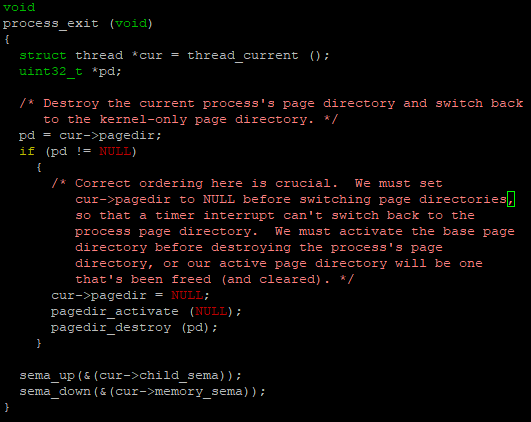 void
process_exit (void)
{
  struct thread *cur = thread_current ();
  uint32_t *pd;

  /* Destroy the current process's page directory and switch back
     to the kernel-only page directory. */
  pd = cur->pagedir;
  if (pd != NULL)
    {
      /* Correct ordering here is crucial.  We must set
         cur->pagedir to NULL before switching page directories,
         so that a timer interrupt can't switch back to the
         process page directory.  We must activate the base page
         directory before destroying the process's page
         directory, or our active page directory will be one
         that's been freed (and cleared). */
      cur->pagedir = NULL;
      pagedir_activate (NULL);
      pagedir_destroy (pd);
    }

  sema_up(&(cur->child_sema));
  sema_down(&(cur->memory_sema));
}